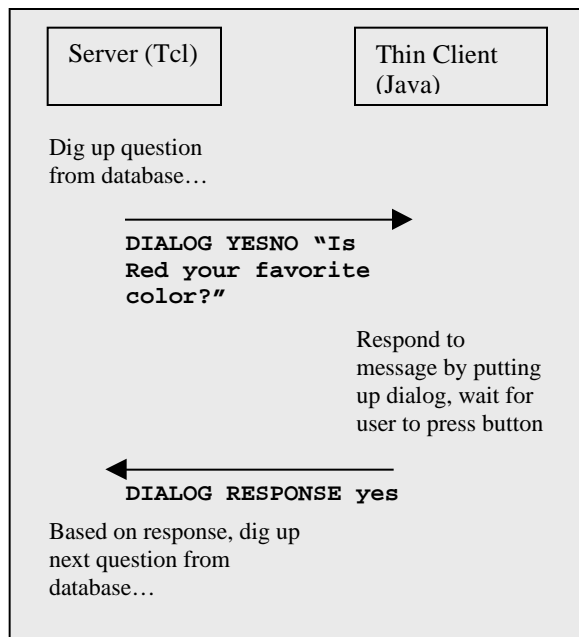 Server (Tcl)
Thin Client
(Java)
Dig up question
from database…
DIALOG YESNO “Is
Red your favorite
color?”
Respond to
message by putting
up dialog, wait for
user to press button
DIALOG RESPONSE yes
Based on response, dig up
next question from
database…